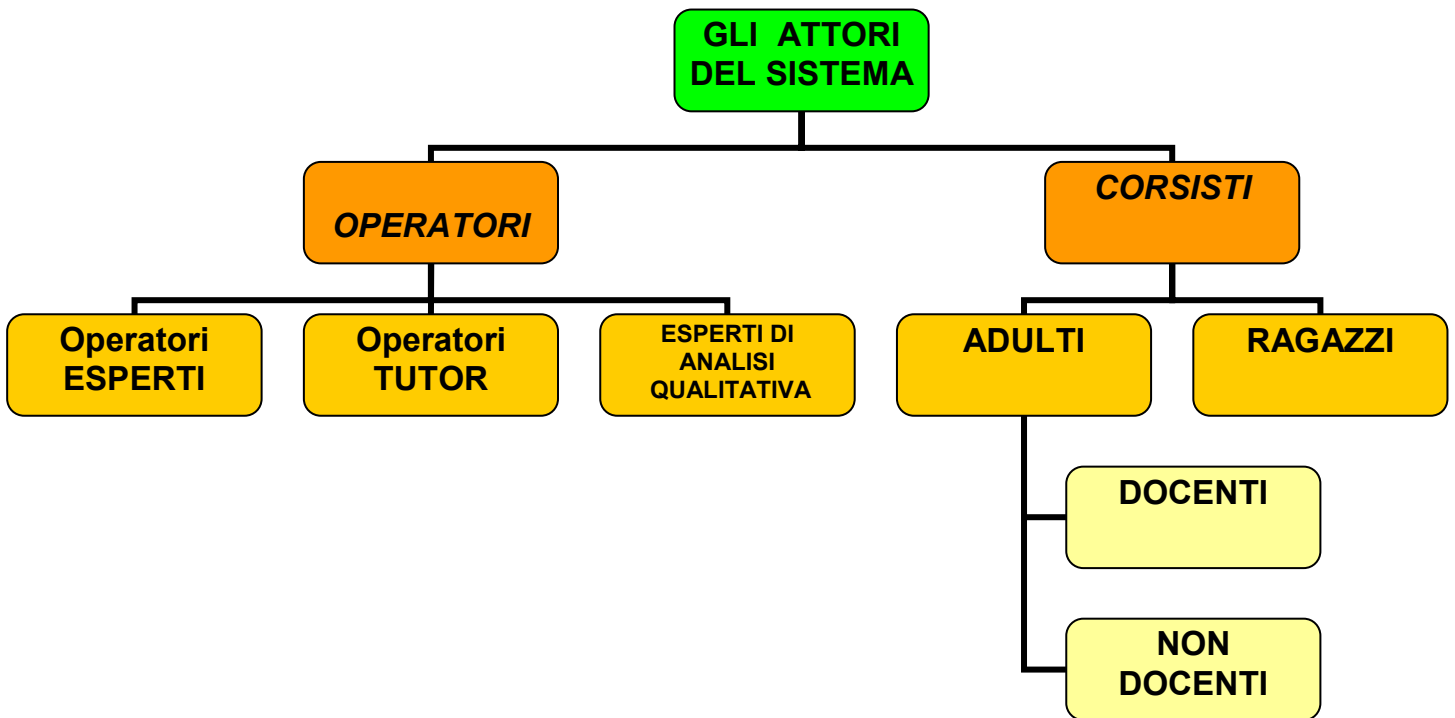 GLI ATTORI
DEL SISTEMA
OPERATORI
CORSISTI
Operatori
ESPERTI
Operatori
TUTOR
ESPERTI DI
ANALISI
QUALITATIVA
ADULTI
RAGAZZI
DOCENTI
NON
DOCENTI